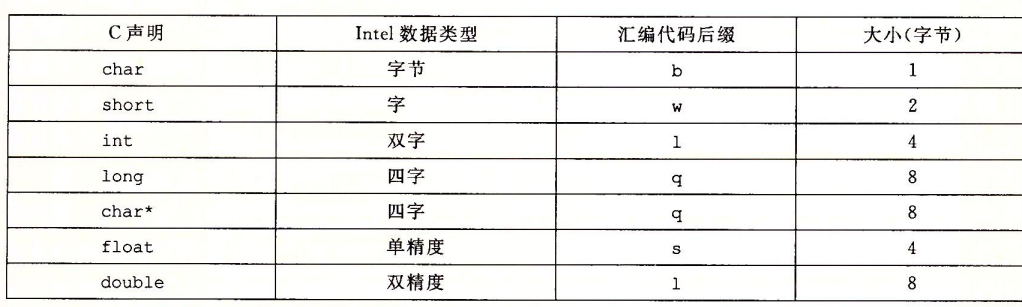 C声明 Intel 数据类型 汇编代码后缀 大小(字节)
char 字节 b 1
short 字 w 2
int 双字 l 4
long 四字 q 8
char* 四字 q 8
float 单精度 s 4
double 双精度 l 8